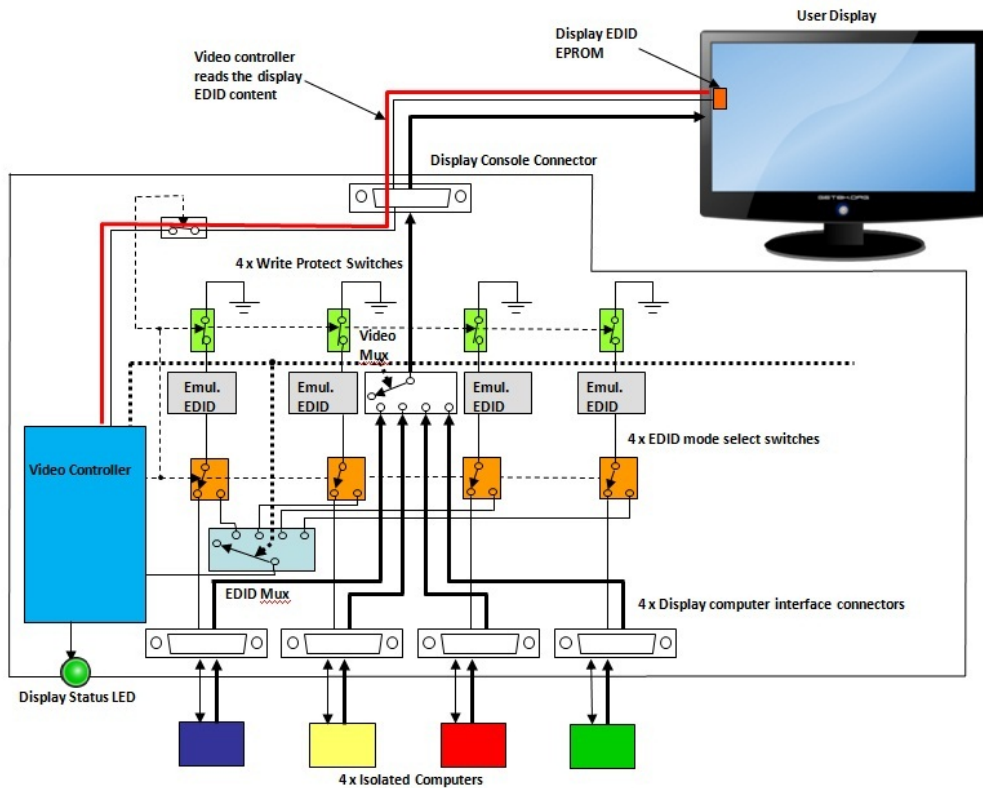 User Display
Display EDID
EPROM
Video controller
reads the display
EDID content
Display Console Connector
4 x Write Protect Switches
Video
Mux
Emul.
EDID
Emul.
EDID
Emul.
EDID
Emul.
EDID
4 x EDID mode select switches
Video Controller
EDID Mux
4 x Display computer interface connectors
Display Status LED
4 x Isolated Computers